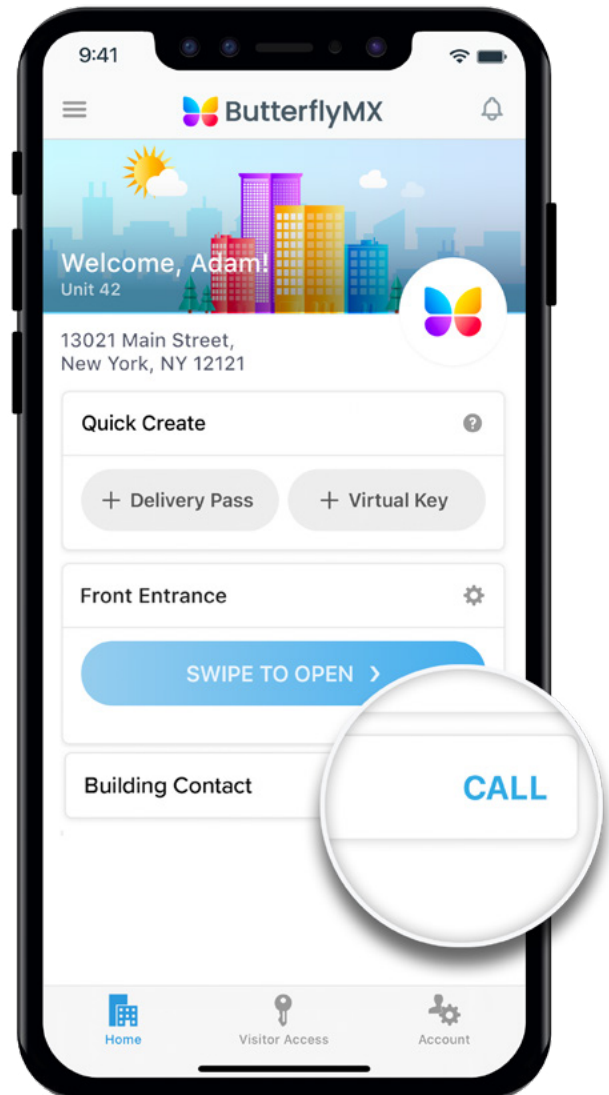 9:41
ButterflyMX
Welcome, Adam!
Unit 42
13021 Main Street,
New York, NY 12121
Quick Create
?
+ Delivery Pass + Virtual Key
Front Entrance
SWIPE TO OPEN >
Building Contact CALL
Home Visitor Access Account